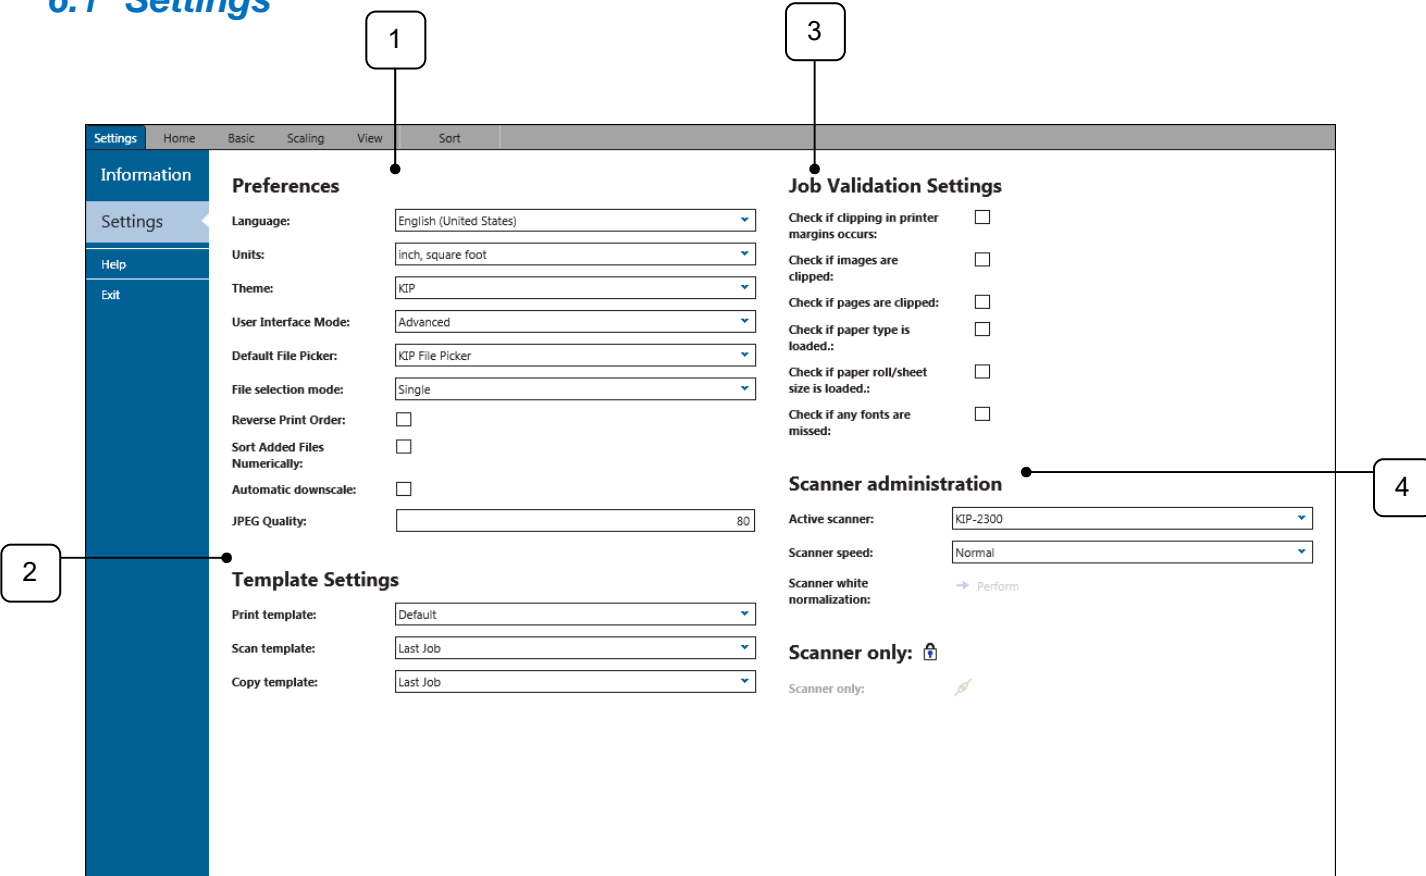 6.1 Settings
1
3
Settings Home Basic Scaling View Sort
Information
Settings
Help
Exit
Preferences
Language: English (United States)
Units: inch, square foot
Theme: KIP
User Interface Mode: Advanced
Default File Picker: KIP File Picker
File selection mode: Single
Reverse Print Order:
Sort Added Files
Numerically:
Automatic downscale:
JPEG Quality: 80
2
Template Settings
Print template: Default
Scan template: Last Job
Copy template: Last Job
Job Validation Settings
Check if clipping in printer
margins occurs:
Check if images are
clipped:
Check if pages are clipped:
Check if paper type is
loaded.:
Check if paper roll/sheet
size is loaded.:
Check if any fonts are
missed:
4
Scanner administration
Active scanner: KIP-2300
Scanner speed: Normal
Scanner white
normalization: Perform
Scanner only:
Scanner only: